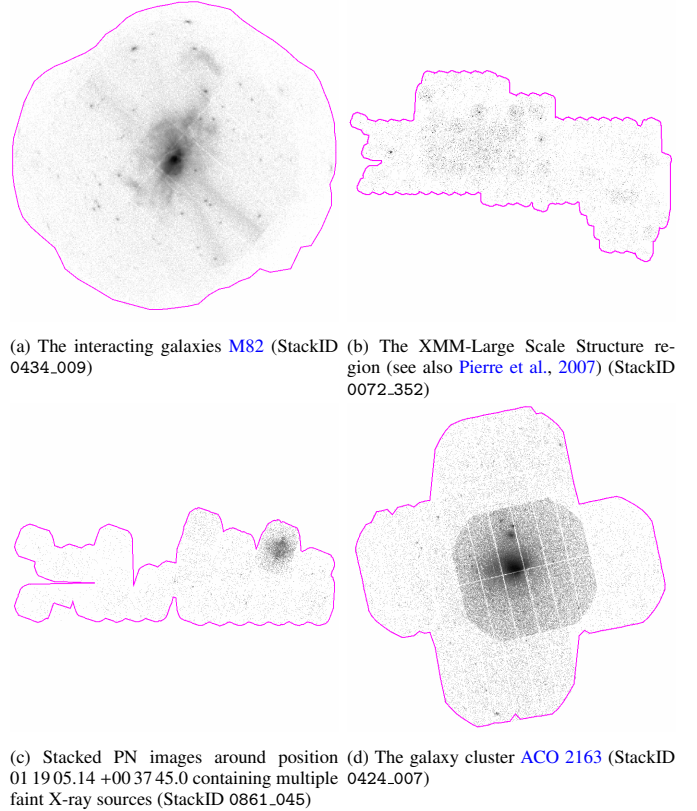 (a) The interacting galaxies M82 (StackID
0434_009)
(b) The XMM-Large Scale Structure re-
gion (see also Pierre et al., 2007) (StackID
0072_352)
(c) Stacked PN images around position
01 19 05.14 +00 37 45.0 containing multiple
faint X-ray sources (StackID 0861_045)
(d) The galaxy cluster ACO 2163 (StackID
0424_007)